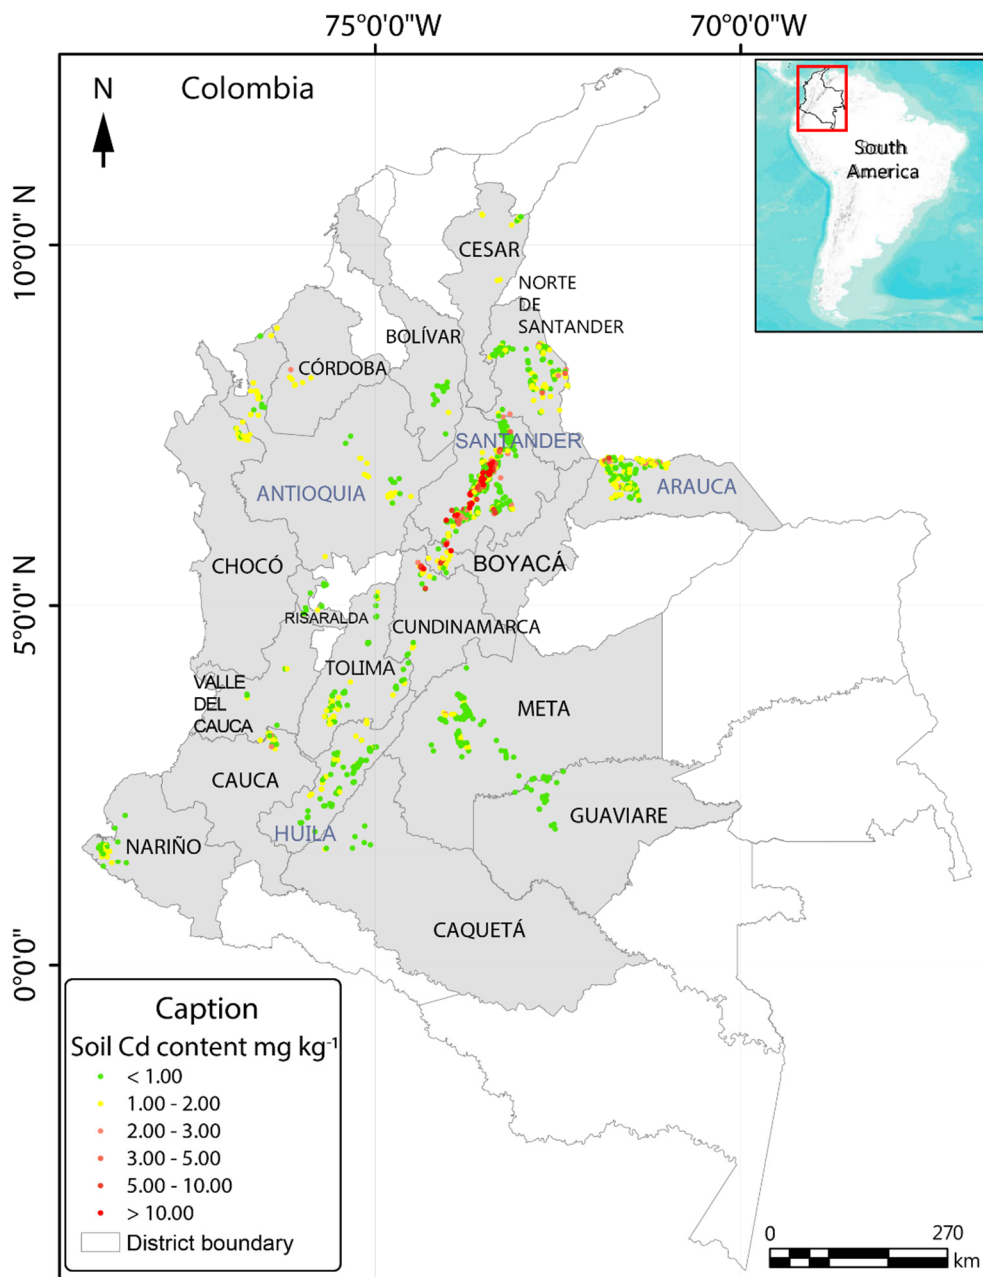 75°0'0"W
70°0'0"W
N
Colombia
South
America
10°0'0" N
CESAR
NORTE
DE
SANTANDER
BOLÍVAR
CÓRDOBA
SANTANDER
ANTIOQUIA
ARAUCA
CHOCÓ
BOYACÁ
5°0'0" N
RISARALDA
CUNDINAMARCA
TOLIMA
VALLE
DEL
CAUCA
META
CAUCA
GUAVIARE
HUILA
NARIÑO
CAQUETÁ
0°0'0" N
Caption
Soil Cd content mg kg⁻¹
< 1.00
1.00 - 2.00
2.00 - 3.00
3.00 - 5.00
5.00 - 10.00
> 10.00
District boundary
0 270
km